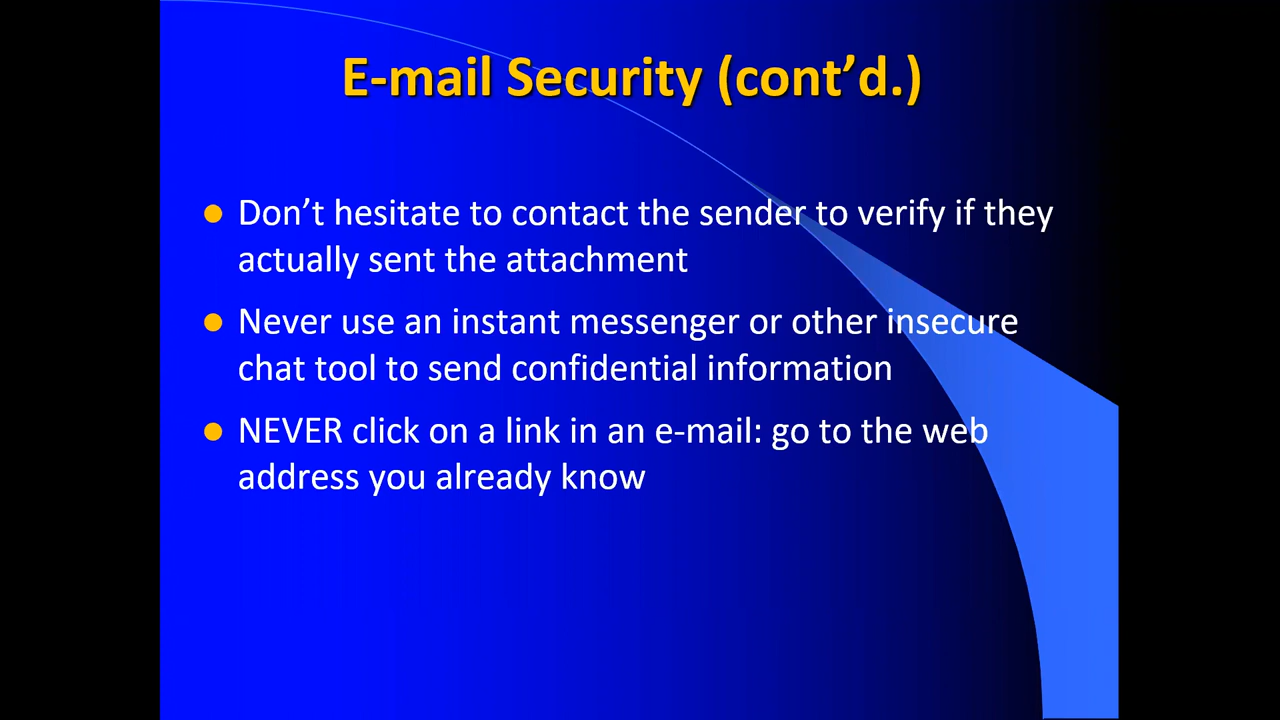 E-mail Security (cont’d.)
Don’t hesitate to contact the sender to verify if they
actually sent the attachment
Never use an instant messenger or other insecure
chat tool to send confidential information
NEVER click on a link in an e-mail: go to the web
address you already know